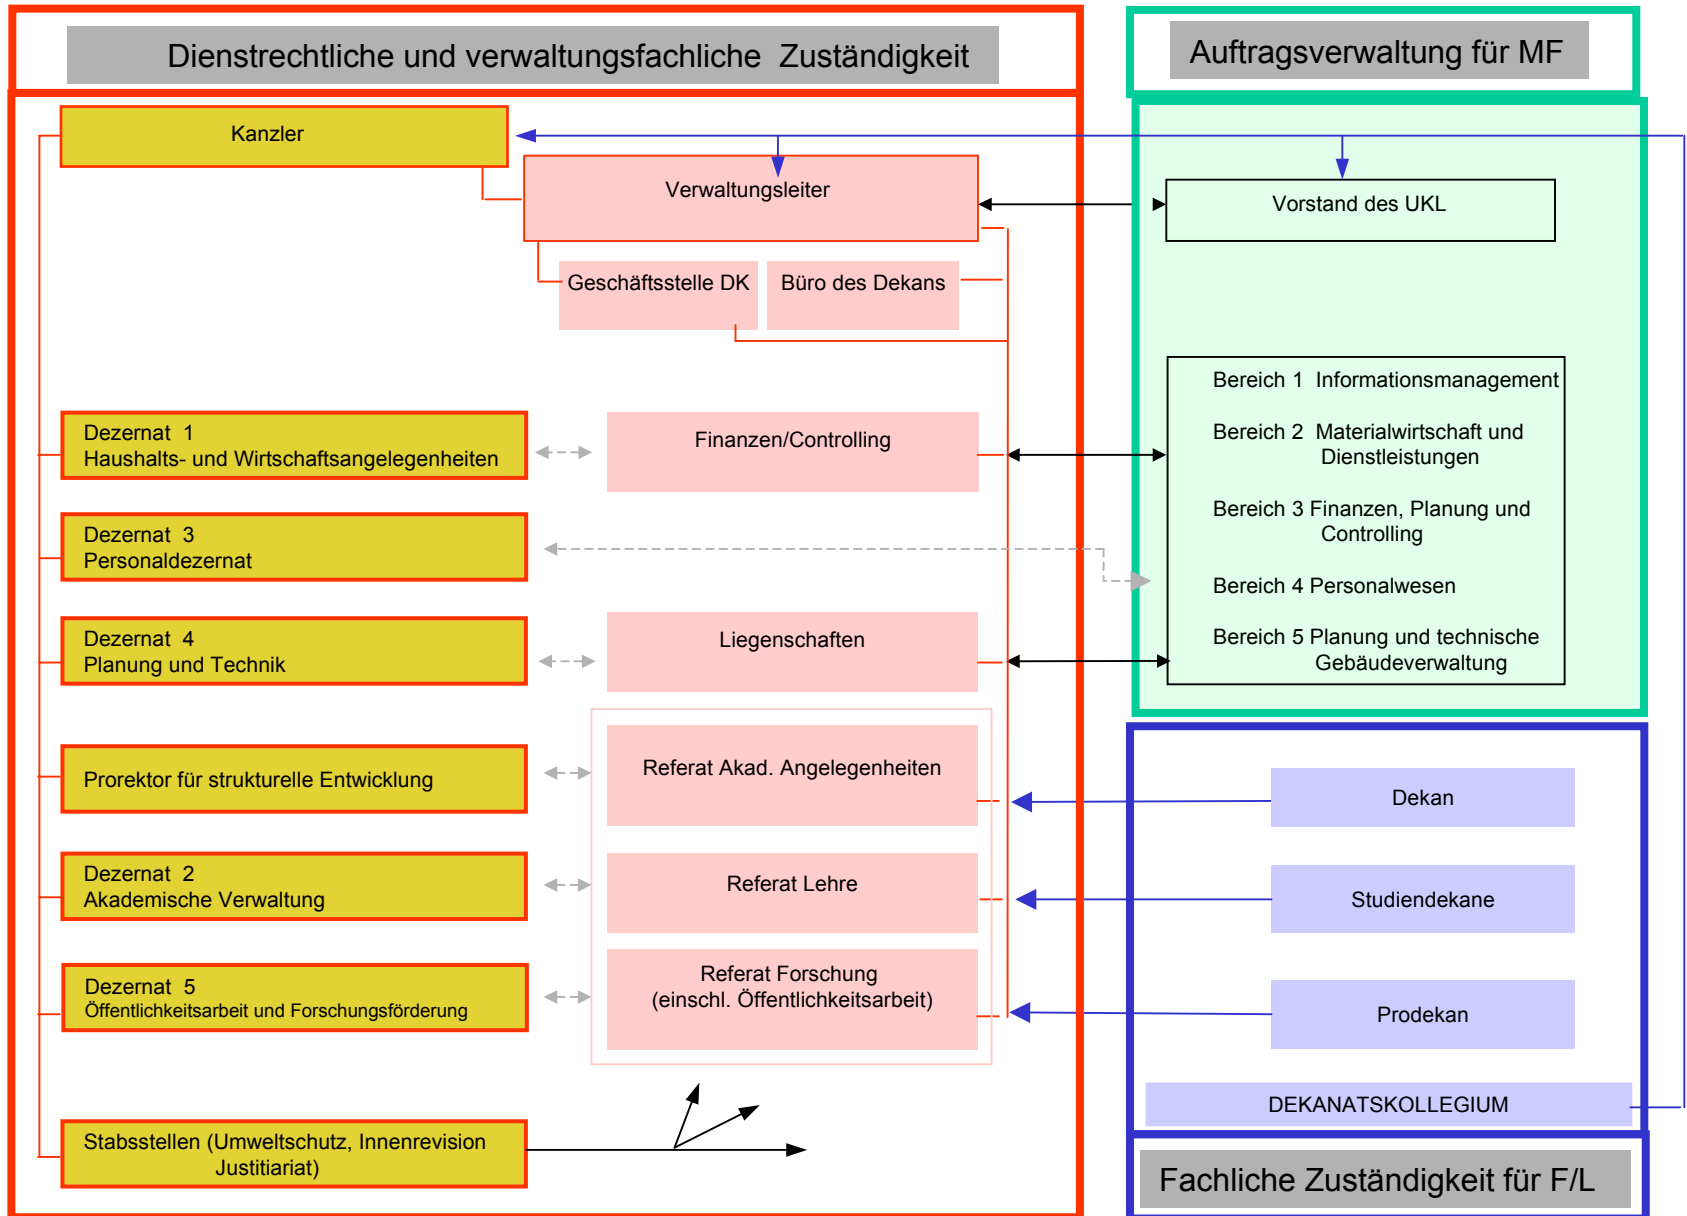 Dienstrechtliche und verwaltungsfachliche Zuständigkeit
Auftragsverwaltung für MF
Kanzler
Verwaltungsleiter
Vorstand des UKL
Geschäftsstelle DK
Büro des Dekans
Bereich 1 Informationsmanagement
Bereich 2 Materialwirtschaft und
Dienstleistungen
Bereich 3 Finanzen, Planung und
Controlling
Bereich 4 Personalwesen
Bereich 5 Planung und technische
Gebäudeverwaltung
Dezernat 1
Haushalts- und Wirtschaftsangelegenheiten
Finanzen/Controlling
Dezernat 3
Personaldezernat
Dezernat 4
Planung und Technik
Liegenschaften
Prorektor für strukturelle Entwicklung
Referat Akad. Angelegenheiten
Dekan
Dezernat 2
Akademische Verwaltung
Referat Lehre
Studiendekane
Dezernat 5
Öffentlichkeitsarbeit und Forschungsförderung
Referat Forschung
(einschl. Öffentlichkeitsarbeit)
Prodekan
DEKANATSKOLLEGIUM
Stabsstellen (Umweltschutz, Innenrevision
Justitiariat)
Fachliche Zuständigkeit für F/L